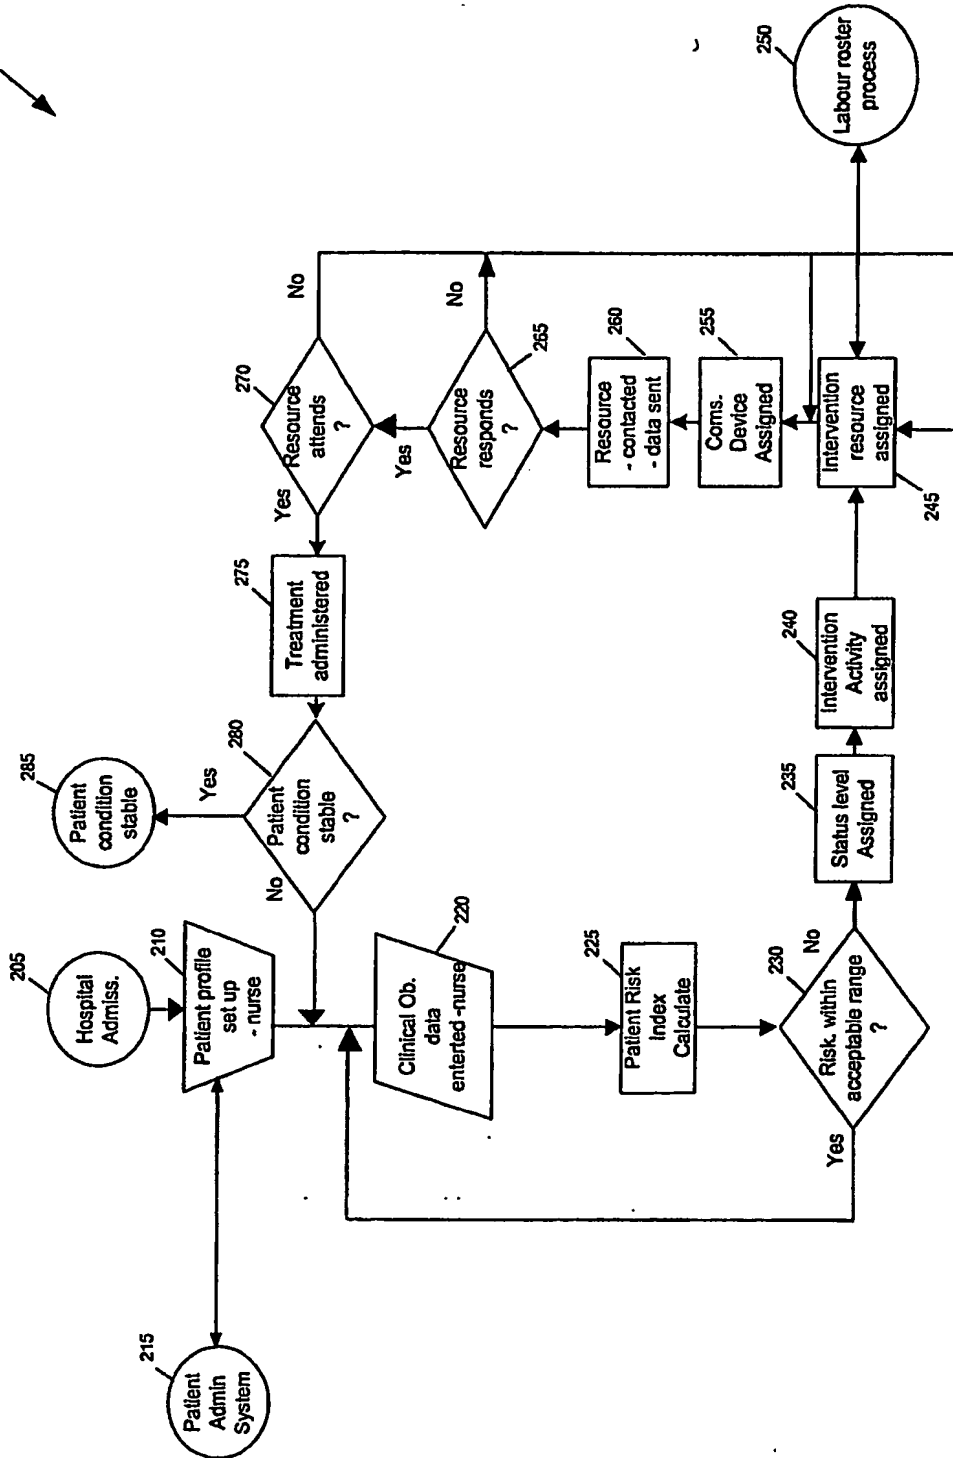 205
Hospital
Admiss.
210
Patient profile
set up
- nurse
215
Patient
Admin
System
220
Clinical Ob.
data
enterted -nurse
225
Patient Risk
Index
Calculate
230
Risk. within
acceptable range
?
Yes
No
235
Status level
Assigned
240
Intervention
Activity
assigned
245
Intervention
resource
assigned
250
Labour roster
process
255
Coms.
Device
Assigned
260
Resource
- contacted
- data sent
265
Resource
responds
?
No
Yes
270
Resource
attends
?
No
Yes
275
Treatment
administered
280
Patient
condition
stable
?
No
Yes
285
Patient
condition
stable